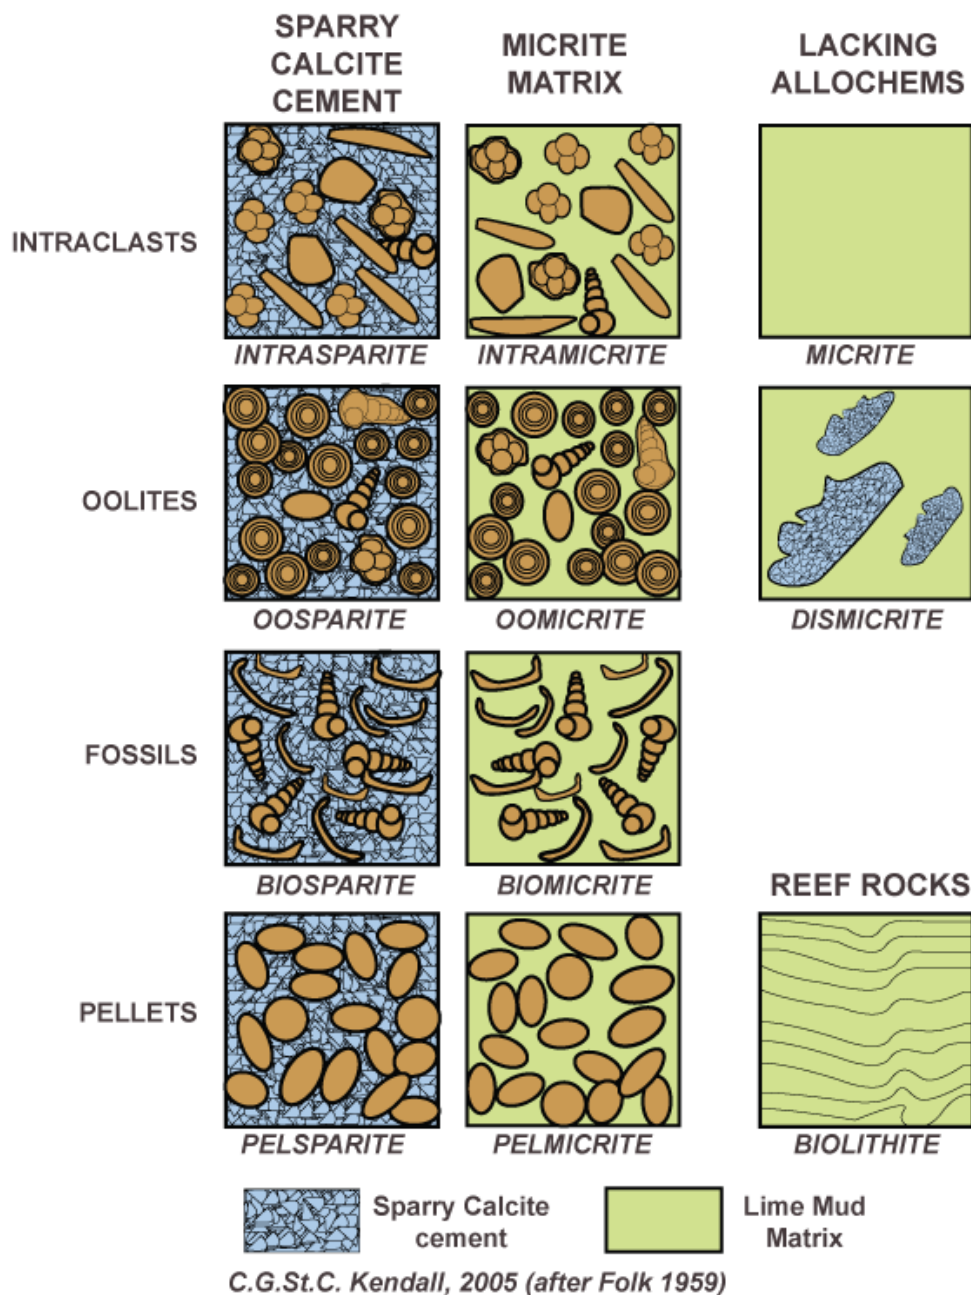 SPARRY
CALCITE
CEMENT
MICRITE
MATRIX
LACKING
ALLOCHEMS
INTRACLASTS
INTRASPARITE
INTRAMICRITE
MICRITE
OOLITES
OOSPARITE
OOMICRITE
DISMICRITE
FOSSILS
BIOSPARITE
BIOMICRITE
REEF ROCKS
PELLETS
PELSPARITE
PELMICRITE
BIOLITHITE
Sparry Calcite
cement
Lime Mud
Matrix
C.G.St.C. Kendall, 2005 (after Folk 1959)